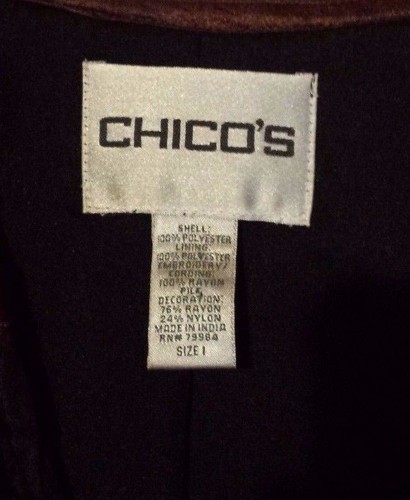 CHICO'S
SHELL:
100% POLYESTER
LINING:
100% POLYESTER
EMBROIDERY/
CORDING:
100% RAYON
PILE
DECORATION:
76% RAYON
24% NYLON
MADE IN INDIA
RN# 79984
SIZE 1